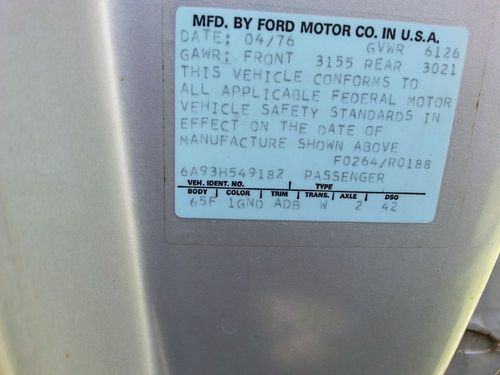 MFD. BY FORD MOTOR CO. IN U.S.A.
DATE: 04/76 GVWR 6126
GAWR: FRONT 3155 REAR 3021
THIS VEHICLE CONFORMS TO
ALL APPLICABLE FEDERAL MOTOR
VEHICLE SAFETY STANDARDS IN
EFFECT ON THE DATE OF
MANUFACTURE SHOWN ABOVE
F0264/R0188
6A93H549182 PASSENGER
VEH. IDENT. NO. TYPE
BODY COLOR TRIM TRANS. AXLE DSO
65F 1GND ADB W 2 42